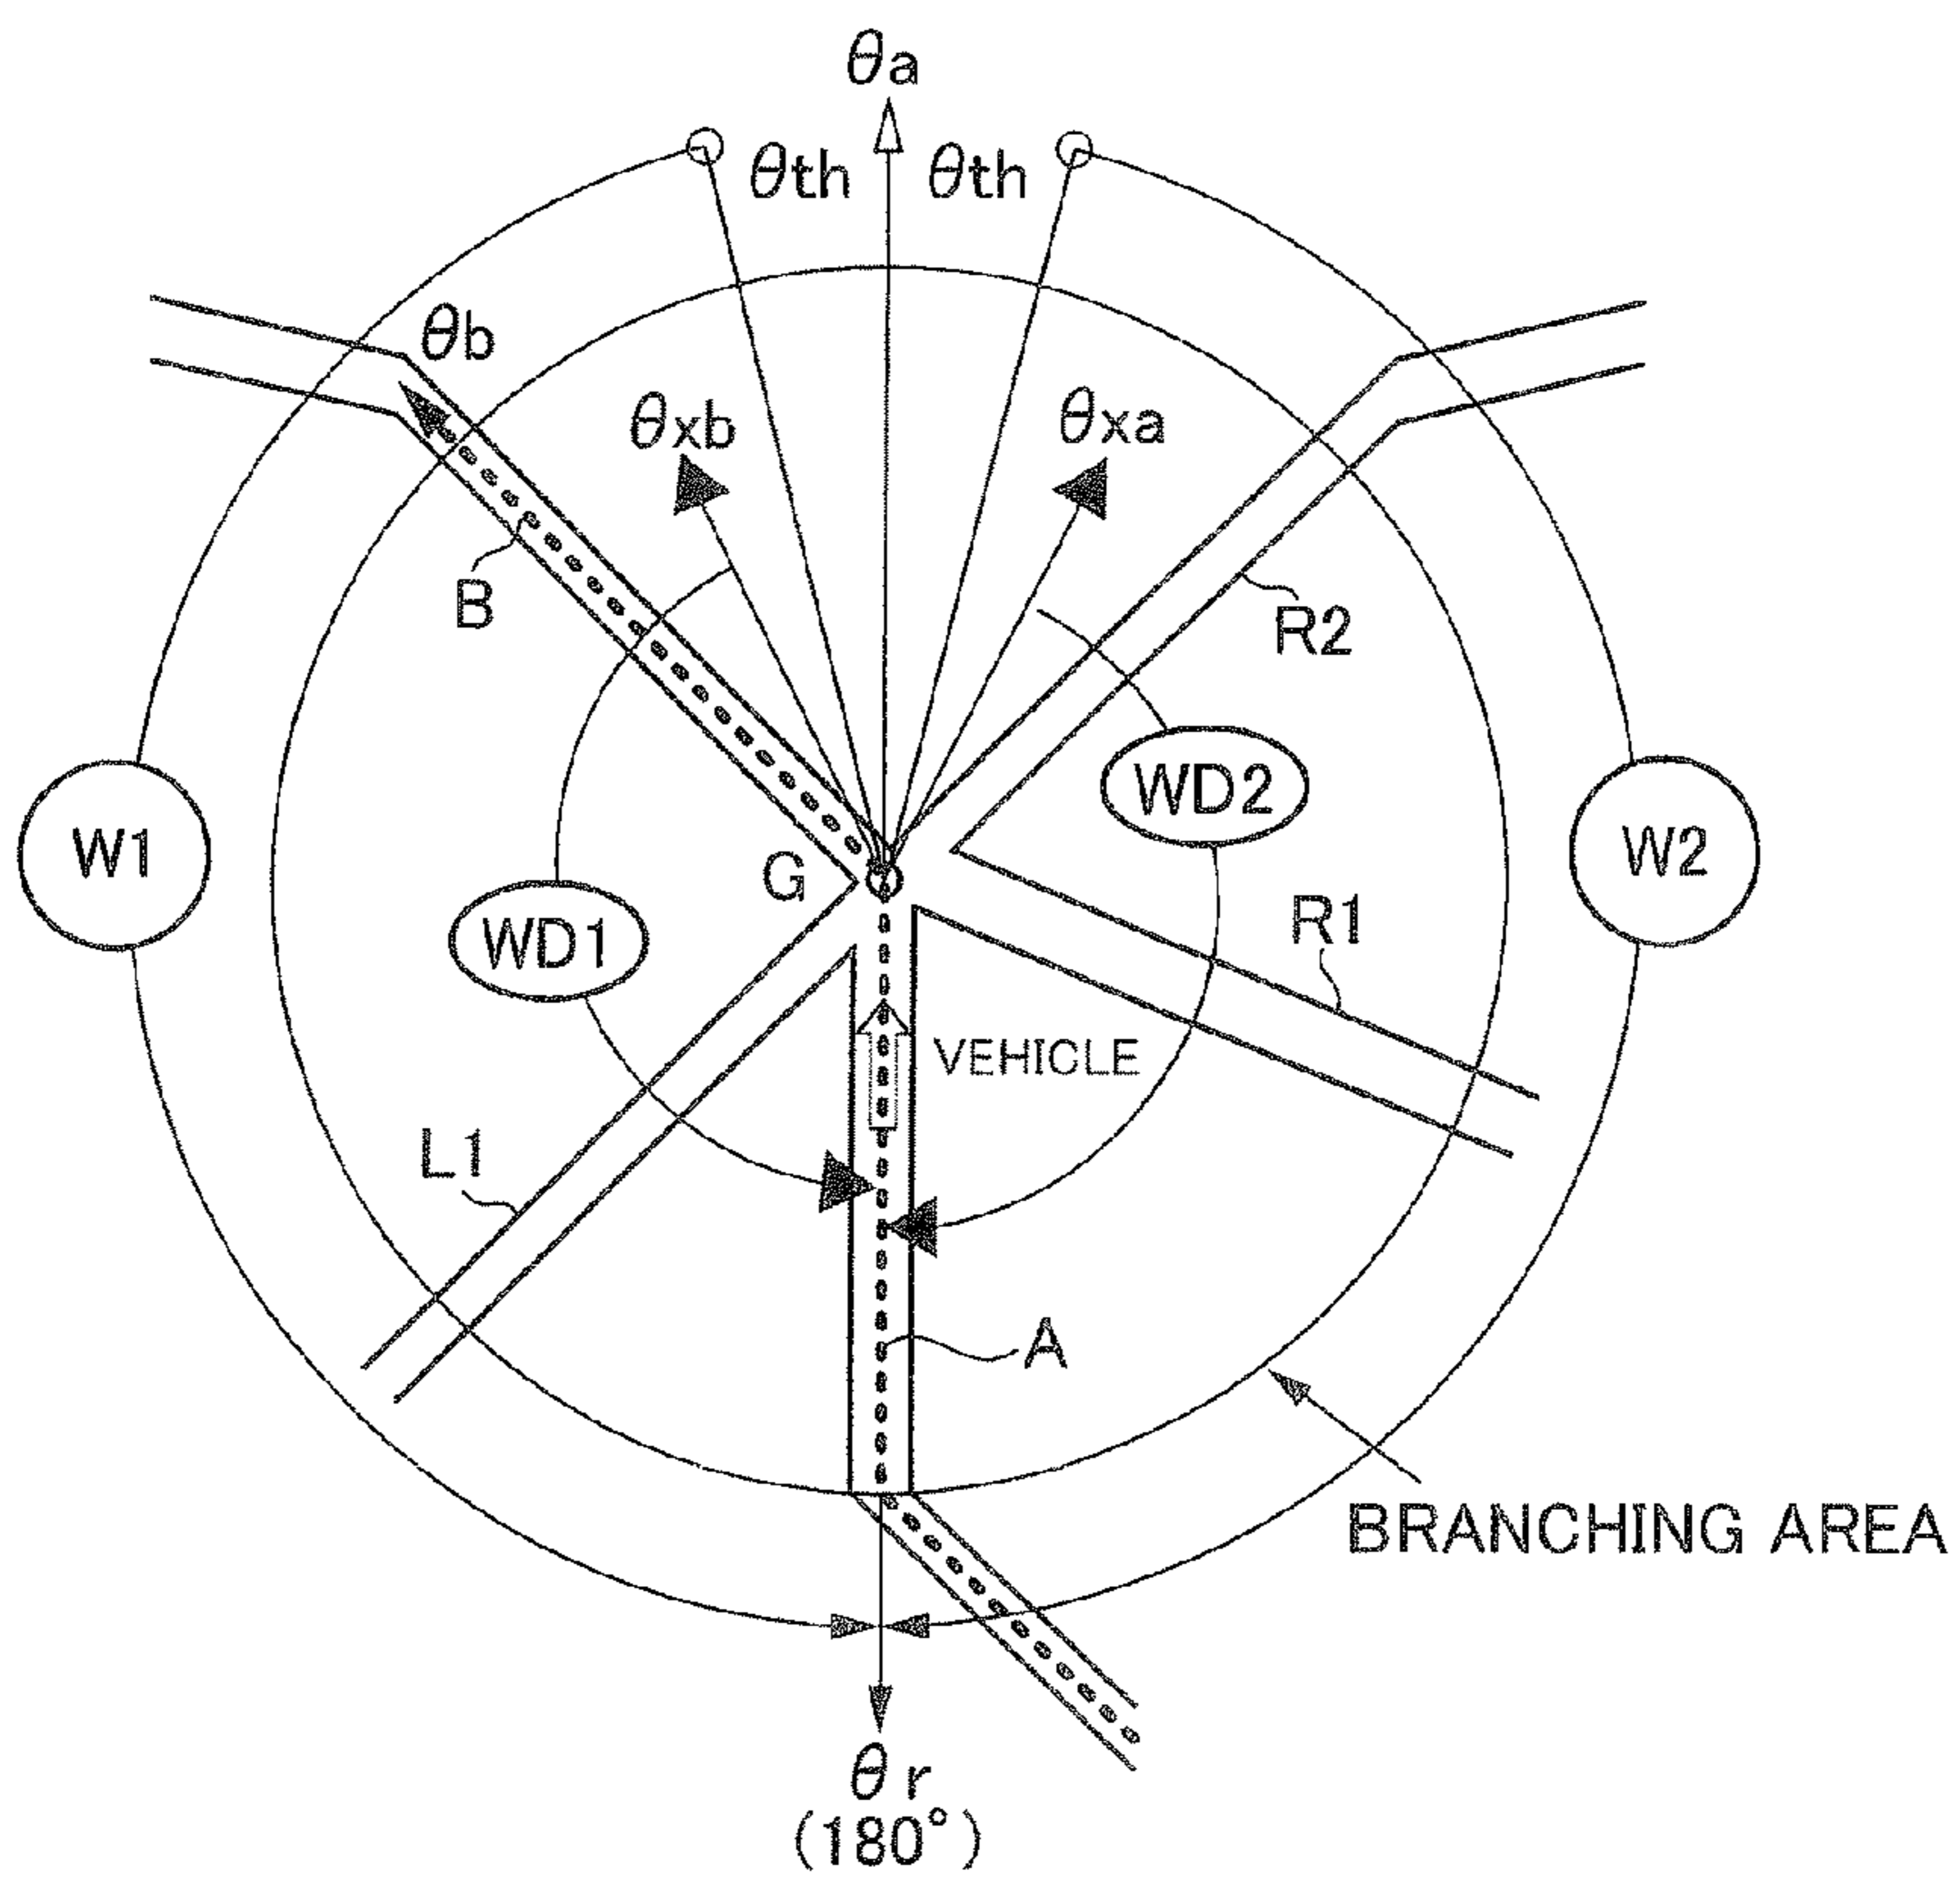 θa
θth θth
θb
θxb θxa
B
R2
WD2
W1
G
W2
WD1
R1
VEHICLE
L1
A
BRANCHING AREA
θr
(180°)